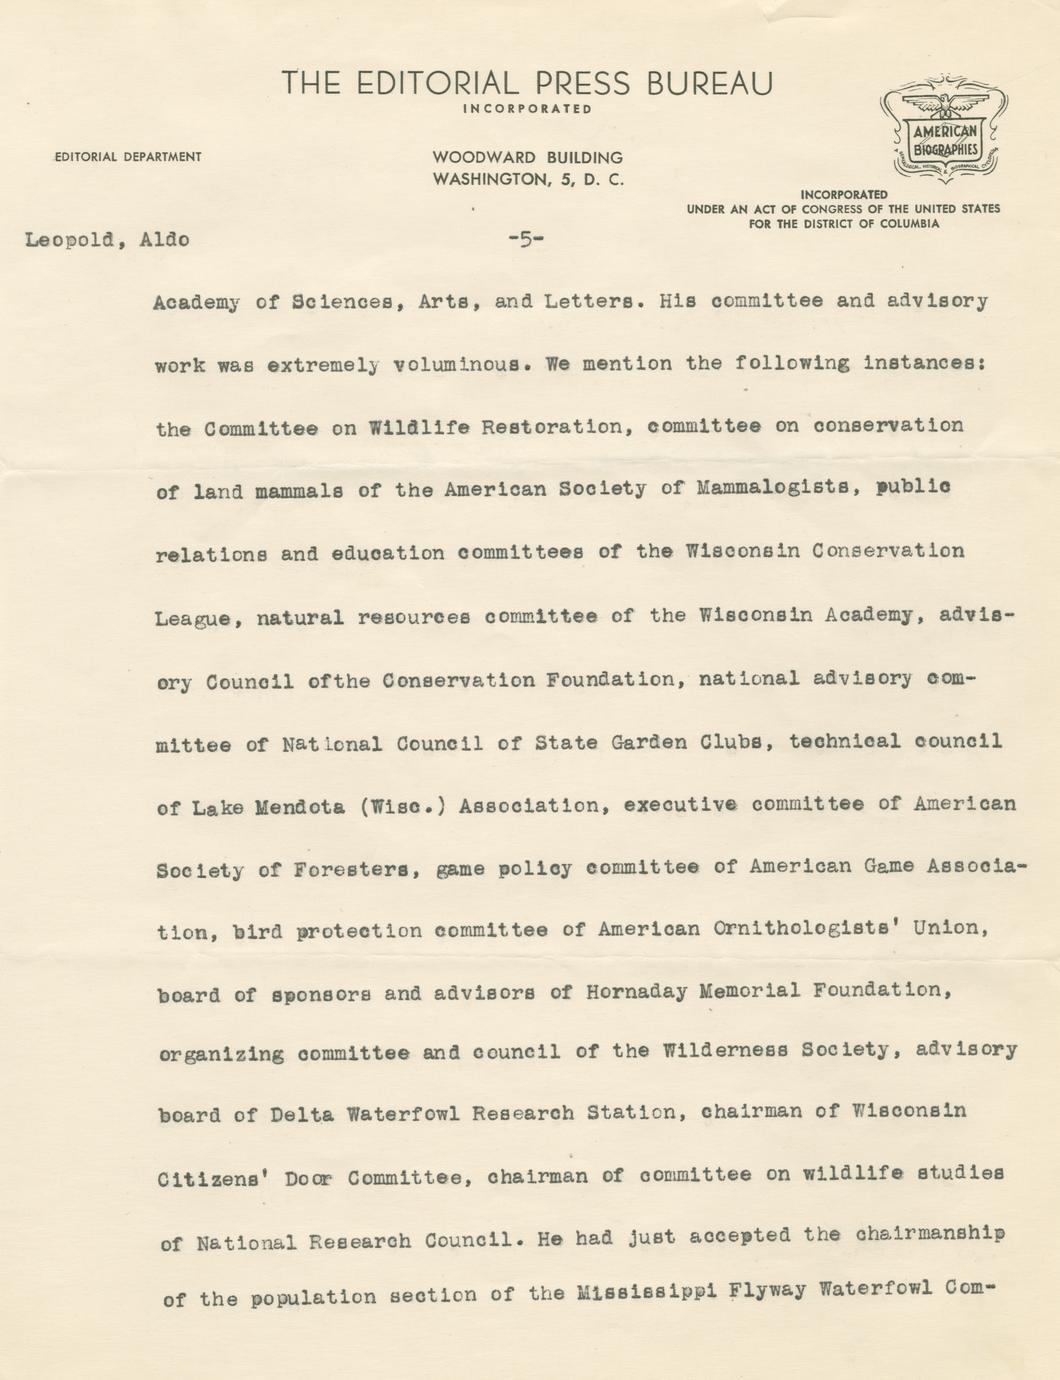 THE EDITORIAL PRESS BUREAU
INCORPORATED
EDITORIAL DEPARTMENT
WOODWARD BUILDING
WASHINGTON, 5, D. C.
AMERICAN
BIOGRAPHIES
INCORPORATED
UNDER AN ACT OF CONGRESS OF THE UNITED STATES
FOR THE DISTRICT OF COLUMBIA
Leopold, Aldo
-5-
Academy of Sciences, Arts, and Letters. His committee and advisory
work was extremely voluminous. We mention the following instances:
the Committee on Wildlife Restoration, committee on conservation
of land mammals of the American Society of Mammalogists, public
relations and education committees of the Wisconsin Conservation
League, natural resources committee of the Wisconsin Academy, advis-
ory Council ofthe Conservation Foundation, national advisory com-
mittee of National Council of State Garden Clubs, technical council
of Lake Mendota (Wisc.) Association, executive committee of American
Society of Foresters, game policy committee of American Game Associa-
tion, bird protection committee of American Ornithologists' Union,
board of sponsors and advisors of Hornaday Memorial Foundation,
organizing committee and council of the Wilderness Society, advisory
board of Delta Waterfowl Research Station, chairman of Wisconsin
Citizens' Door Committee, chairman of committee on wildlife studies
of National Research Council. He had just accepted the chairmanship
of the population section of the Mississippi Flyway Waterfowl Com-